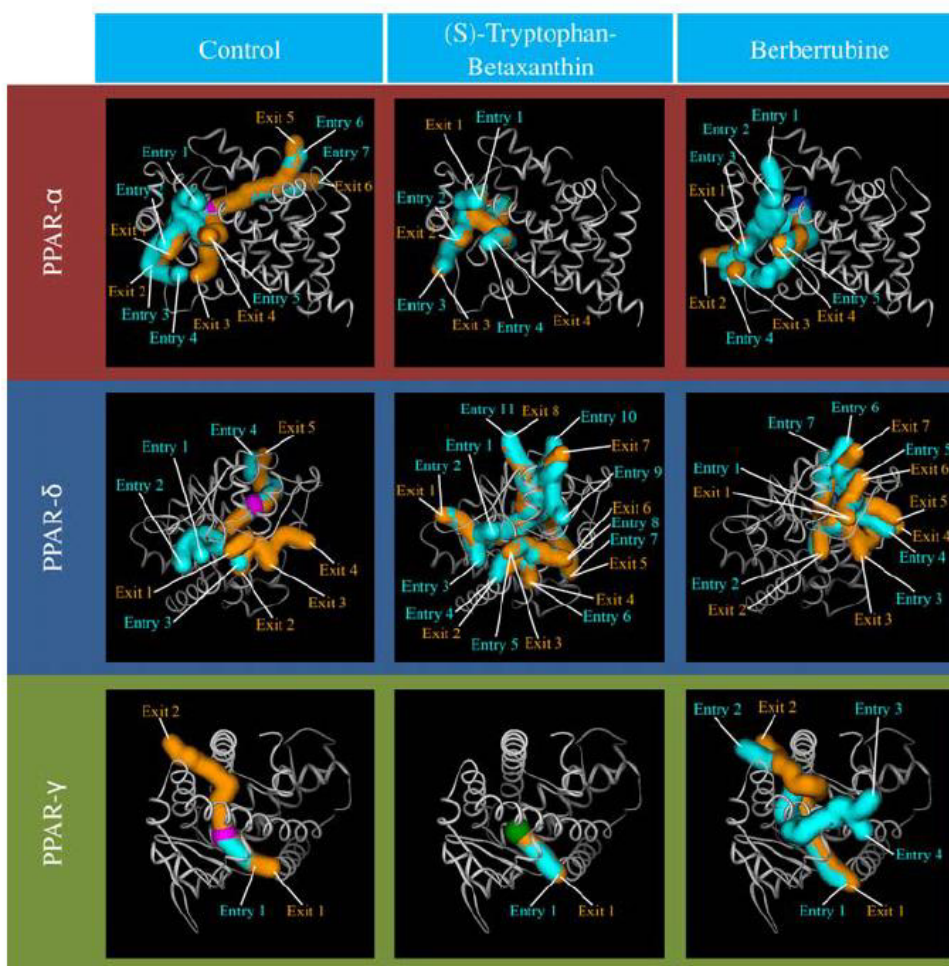 Control
(S)-Tryptophan-
Betaxanthin
Berberrubine
PPAR-α
Exit 5
Entry 6
Entry 1
Entry 7
Exit 6
Exit 2
Entry 3
Entry 4
Exit 3
Exit 4
Entry 5
Exit 1
Entry 1
Entry 2
Exit 2
Entry 3
Exit 3
Entry 4
Exit 4
Entry 1
Entry 2
Entry 3
Exit 1
Exit 2
Entry 4
Exit 3
Exit 4
Entry 5
PPAR-δ
Entry 4
Exit 5
Entry 1
Entry 2
Exit 1
Entry 3
Exit 2
Exit 3
Exit 4
Entry 11
Exit 8
Entry 10
Entry 1
Exit 7
Entry 2
Entry 9
Exit 1
Exit 6
Entry 8
Entry 7
Exit 5
Entry 3
Entry 4
Exit 4
Exit 2
Entry 6
Entry 5
Exit 3
Entry 6
Entry 7
Exit 7
Entry 5
Entry 1
Exit 6
Exit 1
Exit 5
Exit 4
Entry 4
Entry 2
Entry 3
Exit 2
Exit 3
PPAR-γ
Exit 2
Entry 1
Exit 1
Entry 1
Exit 1
Entry 2
Exit 2
Entry 3
Entry 4
Entry 1
Exit 1